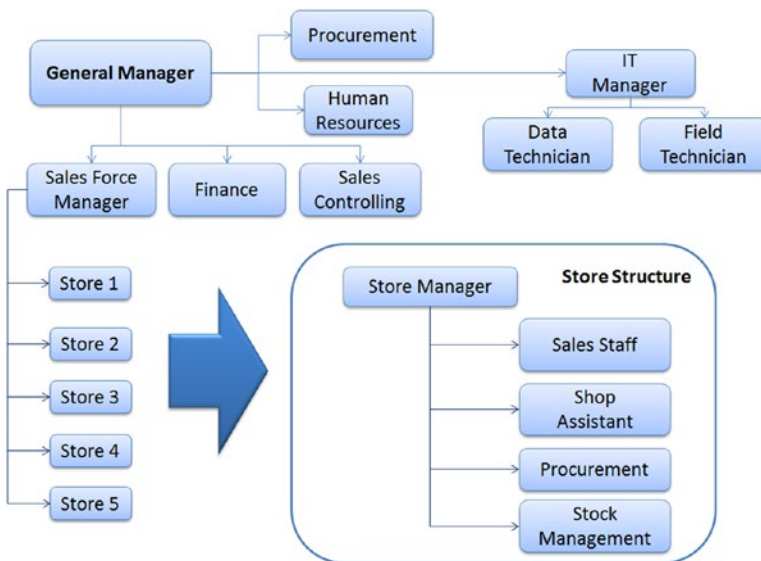 Procurement
General Manager
IT
Manager
Human
Resources
Data
Technician
Field
Technician
Sales Force
Manager
Finance
Sales
Controlling
Store 1
Store 2
Store 3
Store 4
Store 5
Store Structure
Store Manager
Sales Staff
Shop
Assistant
Procurement
Stock
Management